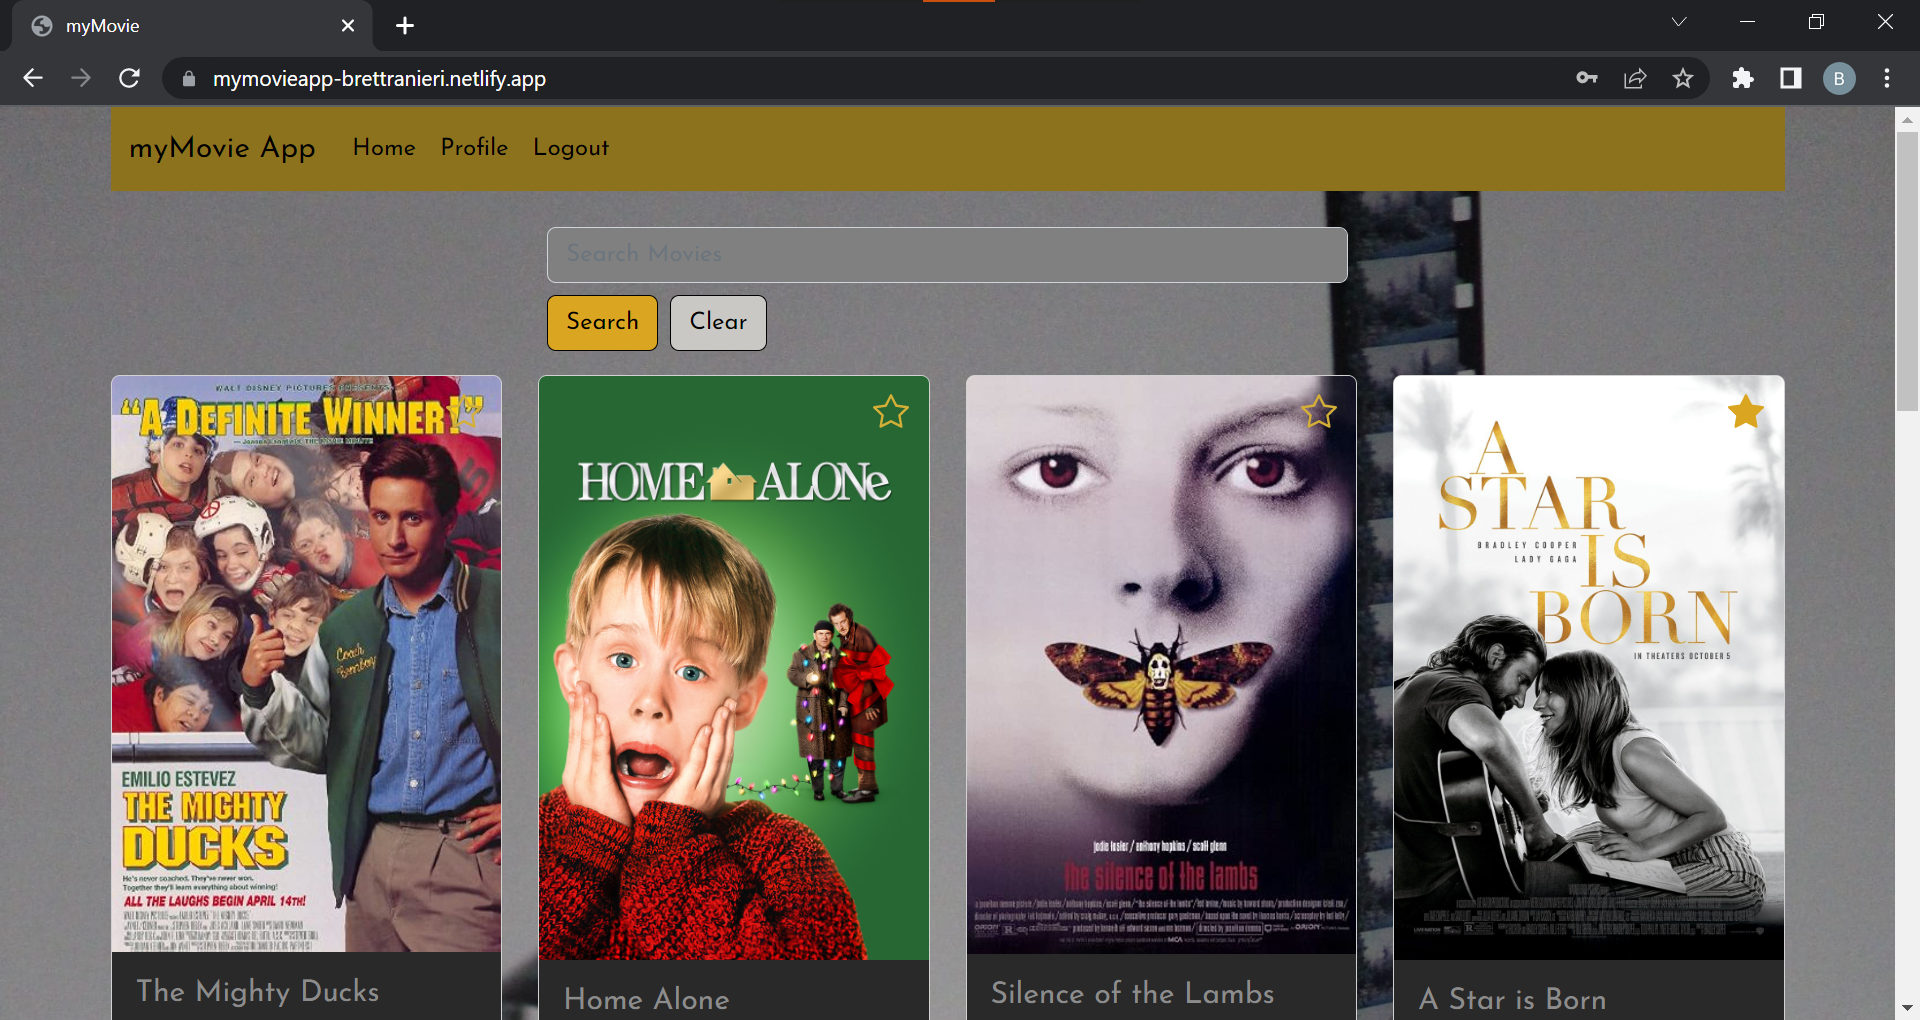 myMovie
mymovieapp-brettranieri.netlify.app
B
myMovie App Home Profile Logout
Search Movies
Search Clear
WALT DISNEY PICTURES PRESENTS
“A DEFINITE WINNER!”
Coach
Bombay
EMILIO ESTEVEZ
THE MIGHTY
DUCKS
He's never coached. They've never won.
Together they'll learn everything about winning!
ALL THE LAUGHS BEGIN APRIL 14TH!
The Mighty Ducks
HOME ALONe
Home Alone
jodie foster / anthony hopkins / scott glenn
the silence of the lambs
Silence of the Lambs
A
STAR
BRADLEY COOPER
LADY GAGA
IS
BORN
IN THEATERS OCTOBER 5
A Star is Born